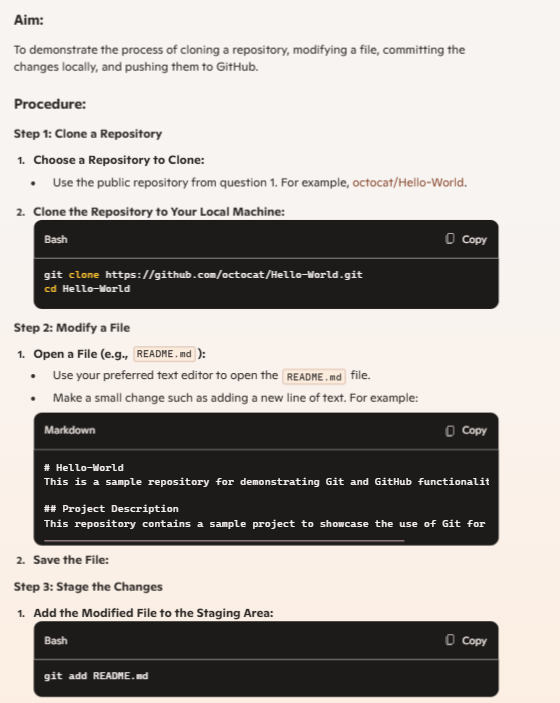 Aim:
To demonstrate the process of cloning a repository, modifying a file, committing the
changes locally, and pushing them to GitHub.
Procedure:
Step 1: Clone a Repository
1. Choose a Repository to Clone:
• Use the public repository from question 1. For example, octocat/Hello-World.
2. Clone the Repository to Your Local Machine:
Bash Copy
git clone https://github.com/octocat/Hello-World.git
cd Hello-World
Step 2: Modify a File
1. Open a File (e.g., README.md ):
• Use your preferred text editor to open the README.md file.
• Make a small change such as adding a new line of text. For example:
Markdown Copy
# Hello-World
This is a sample repository for demonstrating Git and GitHub functionalit
## Project Description
This repository contains a sample project to showcase the use of Git for
2. Save the File:
Step 3: Stage the Changes
1. Add the Modified File to the Staging Area:
Bash Copy
git add README.md